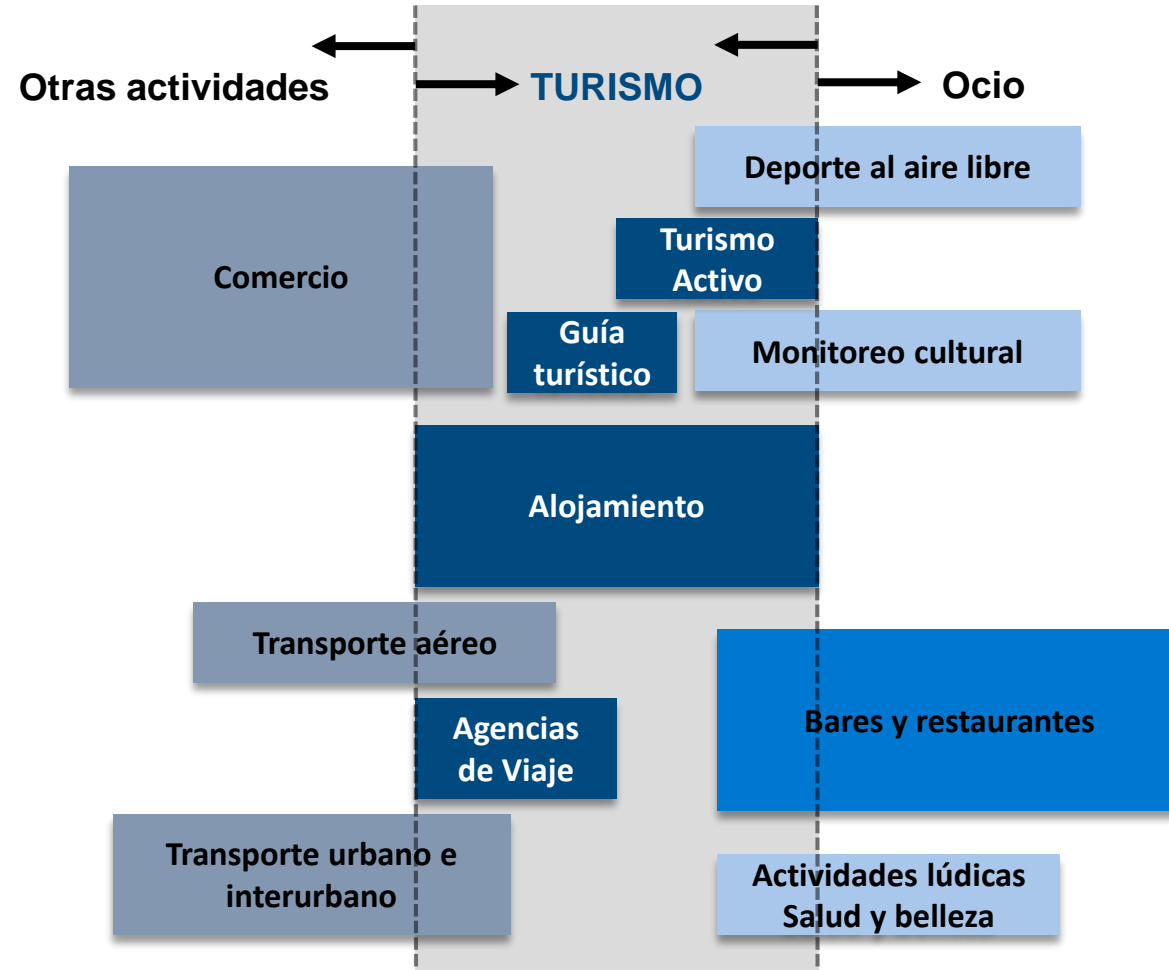 Otras actividades
TURISMO
Ocio
Deporte al aire libre
Turismo
Activo
Comercio
Guía
turístico
Monitoreo cultural
Alojamiento
Transporte aéreo
Agencias
de Viaje
Bares y restaurantes
Transporte urbano e
interurbano
Actividades lúdicas
Salud y belleza